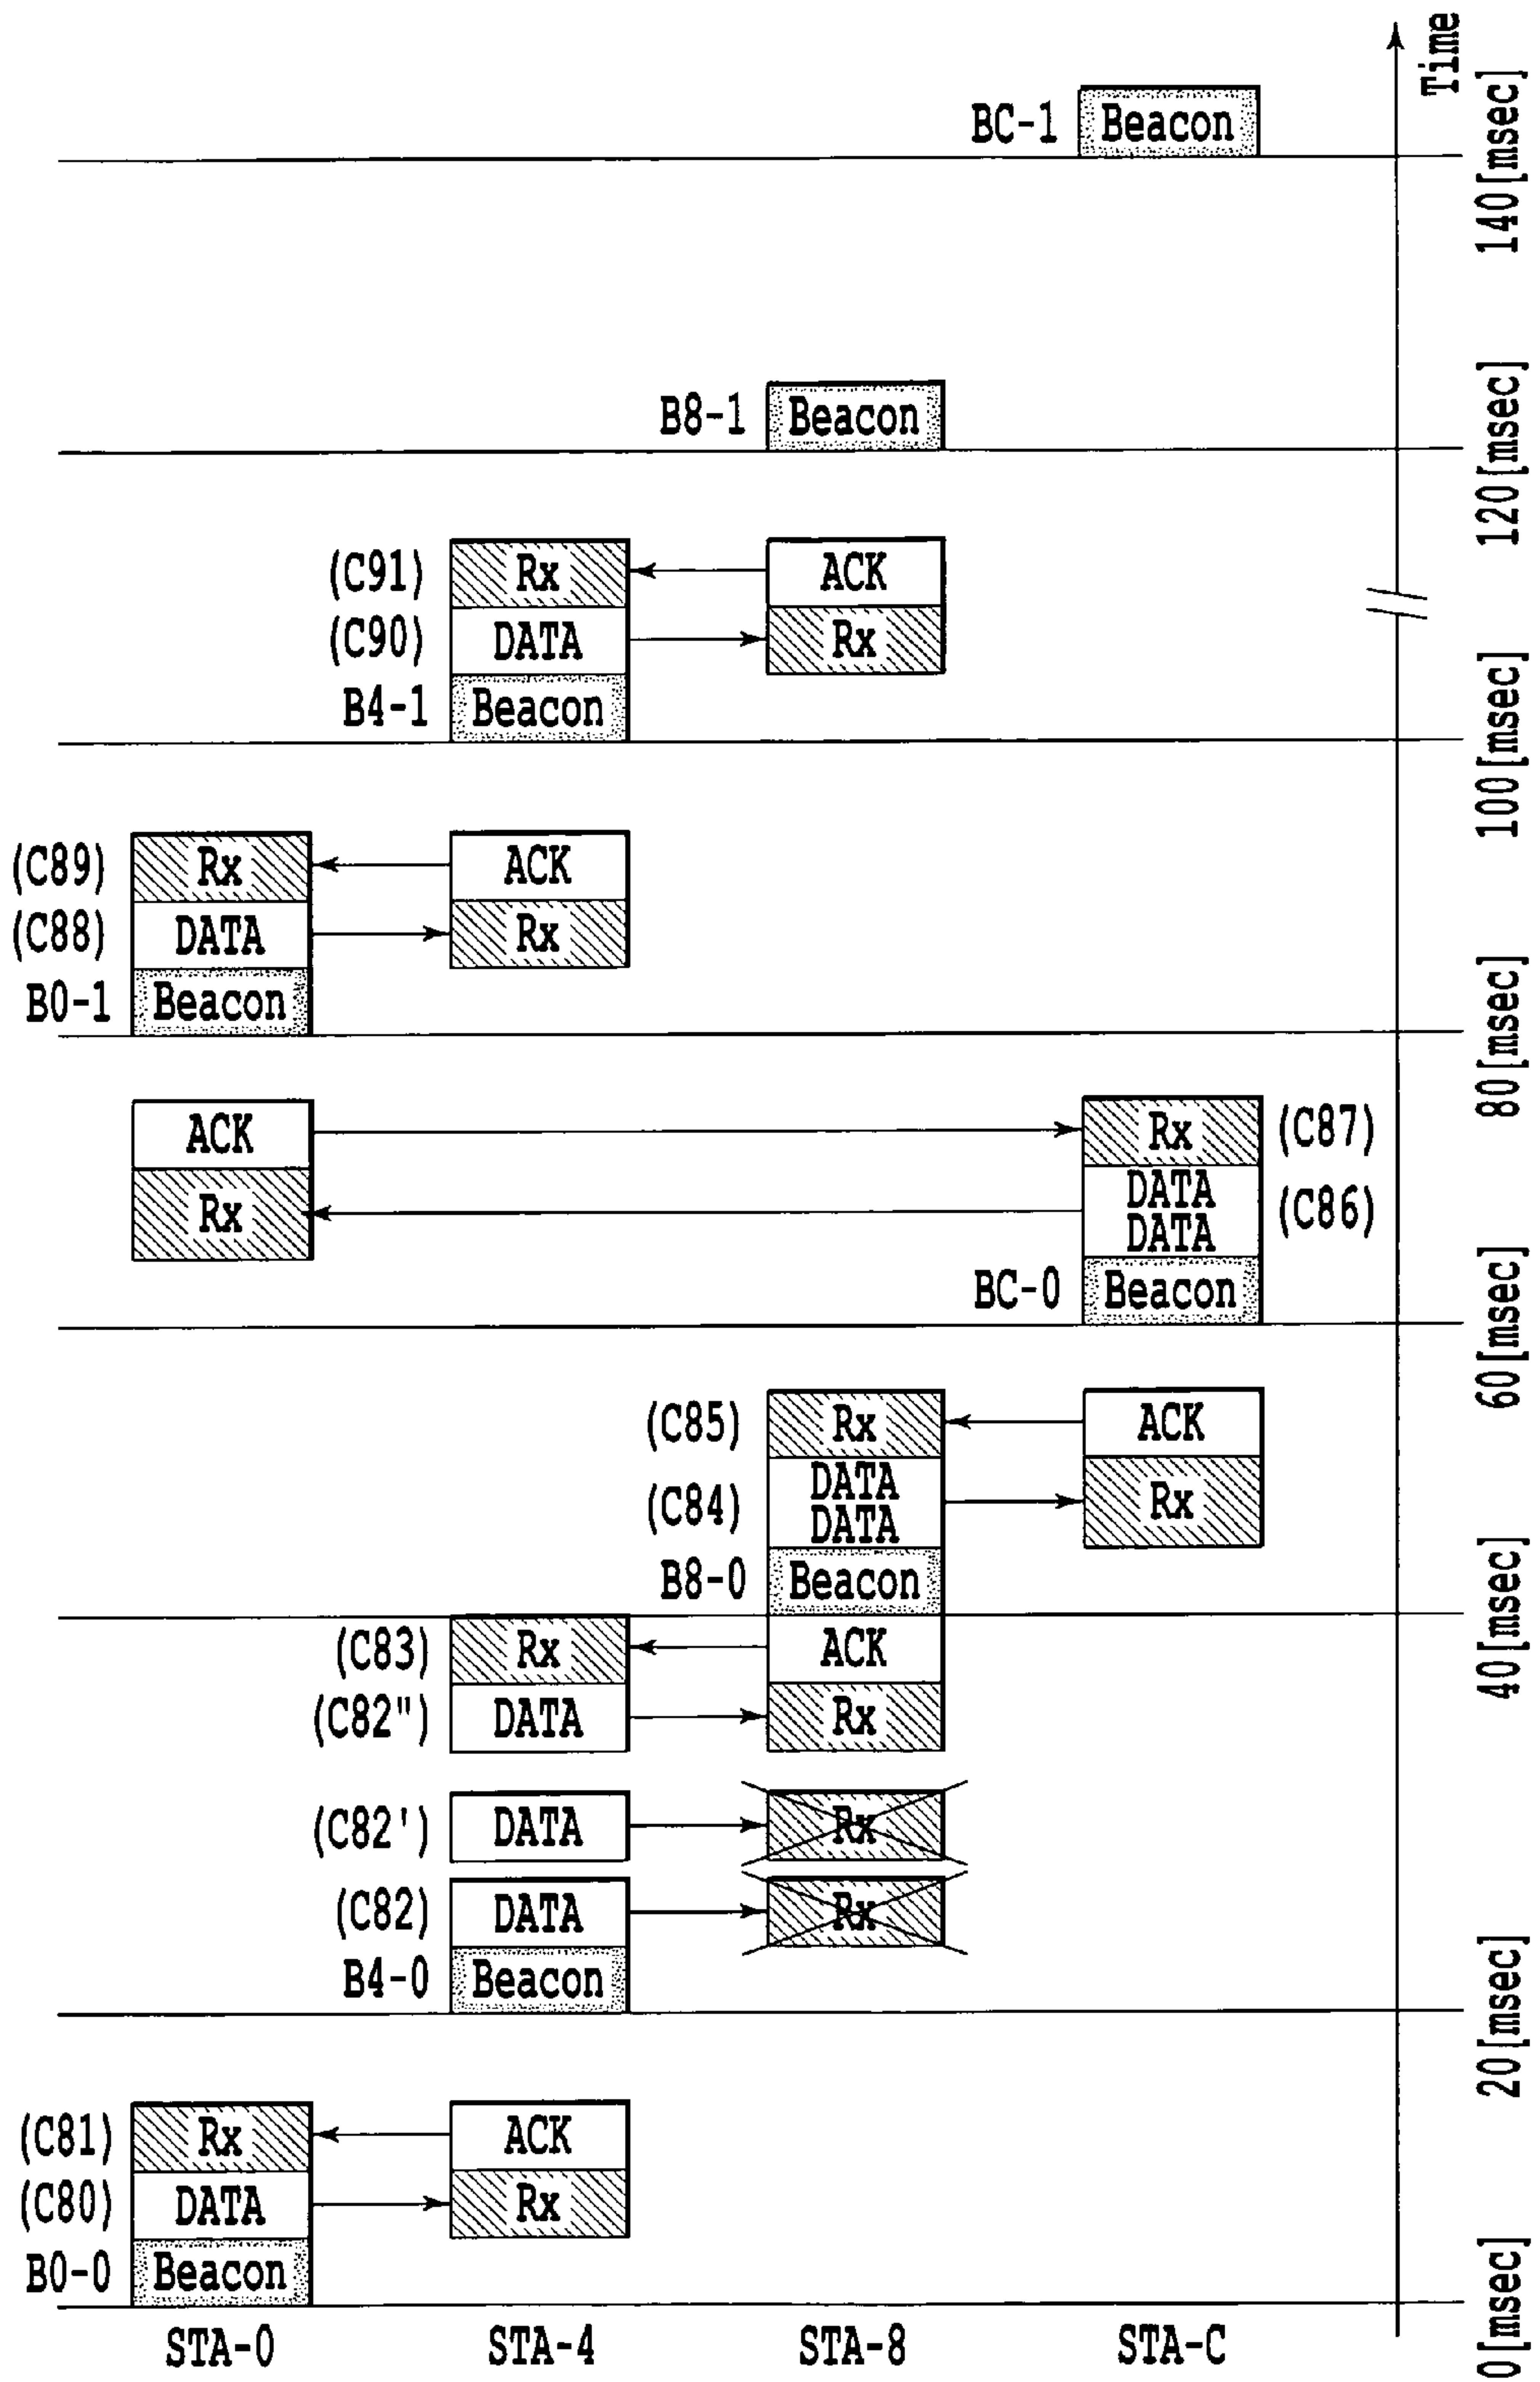 Time
140[msec]
BC-1 Beacon
120[msec]
B8-1 Beacon
(C91) Rx ACK
(C90) DATA Rx
B4-1 Beacon
100[msec]
(C89) Rx ACK
(C88) DATA Rx
B0-1 Beacon
80[msec]
ACK Rx (C87)
Rx DATA DATA (C86)
BC-0 Beacon
60[msec]
(C85) Rx ACK
(C84) DATA DATA Rx
B8-0 Beacon
40[msec]
(C83) Rx ACK
(C82") DATA Rx
(C82') DATA Rx
(C82) DATA Rx
B4-0 Beacon
20[msec]
(C81) Rx ACK
(C80) DATA Rx
B0-0 Beacon
0[msec]
STA-0 STA-4 STA-8 STA-C